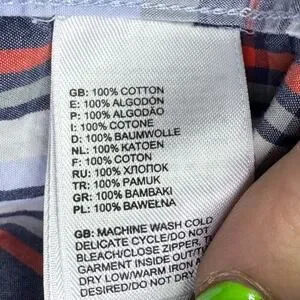 GB: 100% COTTON
E: 100% ALGODÓN
P: 100% ALGODÃO
I: 100% COTONE
D: 100% BAUMWOLLE
NL: 100% KATOEN
F: 100% COTON
RU: 100% ХЛОПОК
TR: 100% PAMUK
GR: 100% BAMBAKI
PL: 100% BAWEŁNA
GB: MACHINE WASH COLD
DELICATE CYCLE/DO NOT
BLEACH/CLOSE ZIPPER, T
GARMENT INSIDE OUT/T
DRY LOW/WARM IRON A
DESIRED/DO NOT DRY